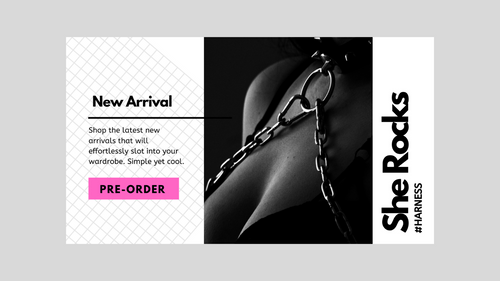 New Arrival
Shop the latest new
arrivals that will
effortlessly slot into your
wardrobe. Simple yet cool.
PRE-ORDER
She Rocks
#HARNESS